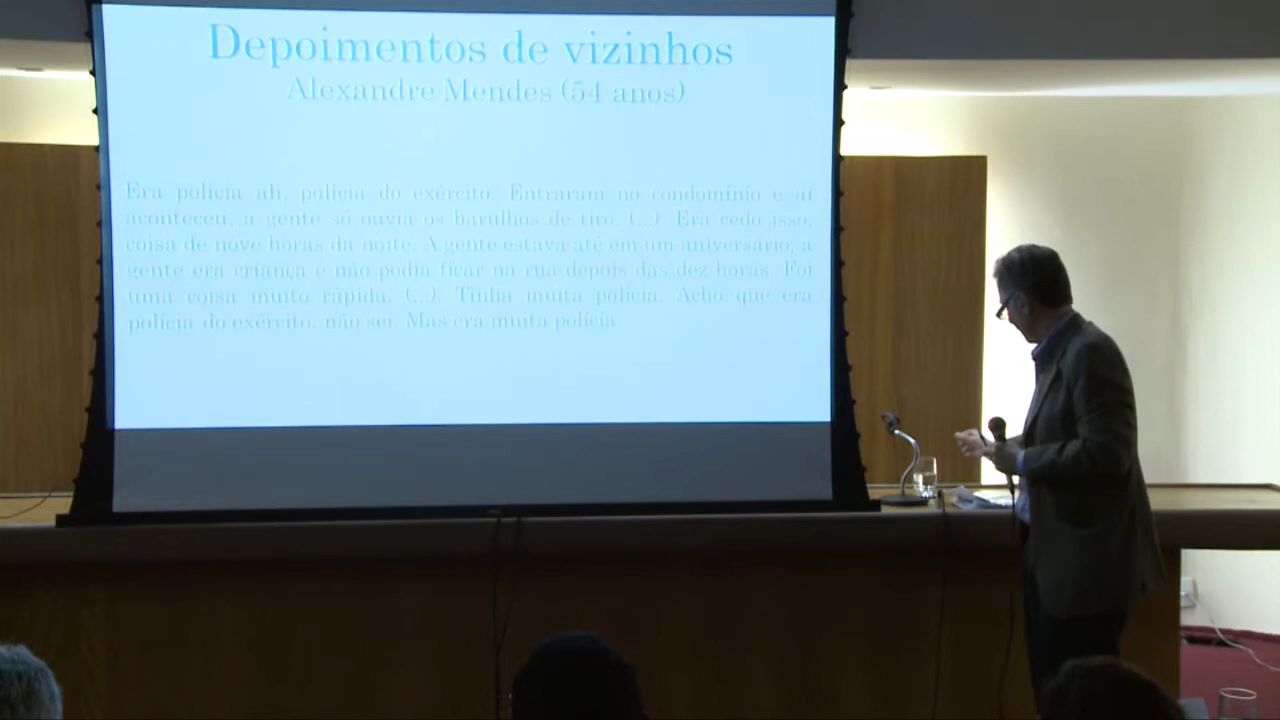 Depoimentos de vizinhos
Alexandre Mendes (54 anos)
Era polícia ali, polícia do exército. Entraram no condomínio e aí
aconteceu; a gente só ouvia os barulhos de tiro. (...) Era cedo isso,
coisa de nove horas da noite. A gente estava até em um aniversário, a
gente era criança e não podia ficar na rua depois das dez horas. Foi
uma coisa muito rápida. (...). Tinha muita polícia. Acho que era
polícia do exército, não sei. Mas era muita polícia